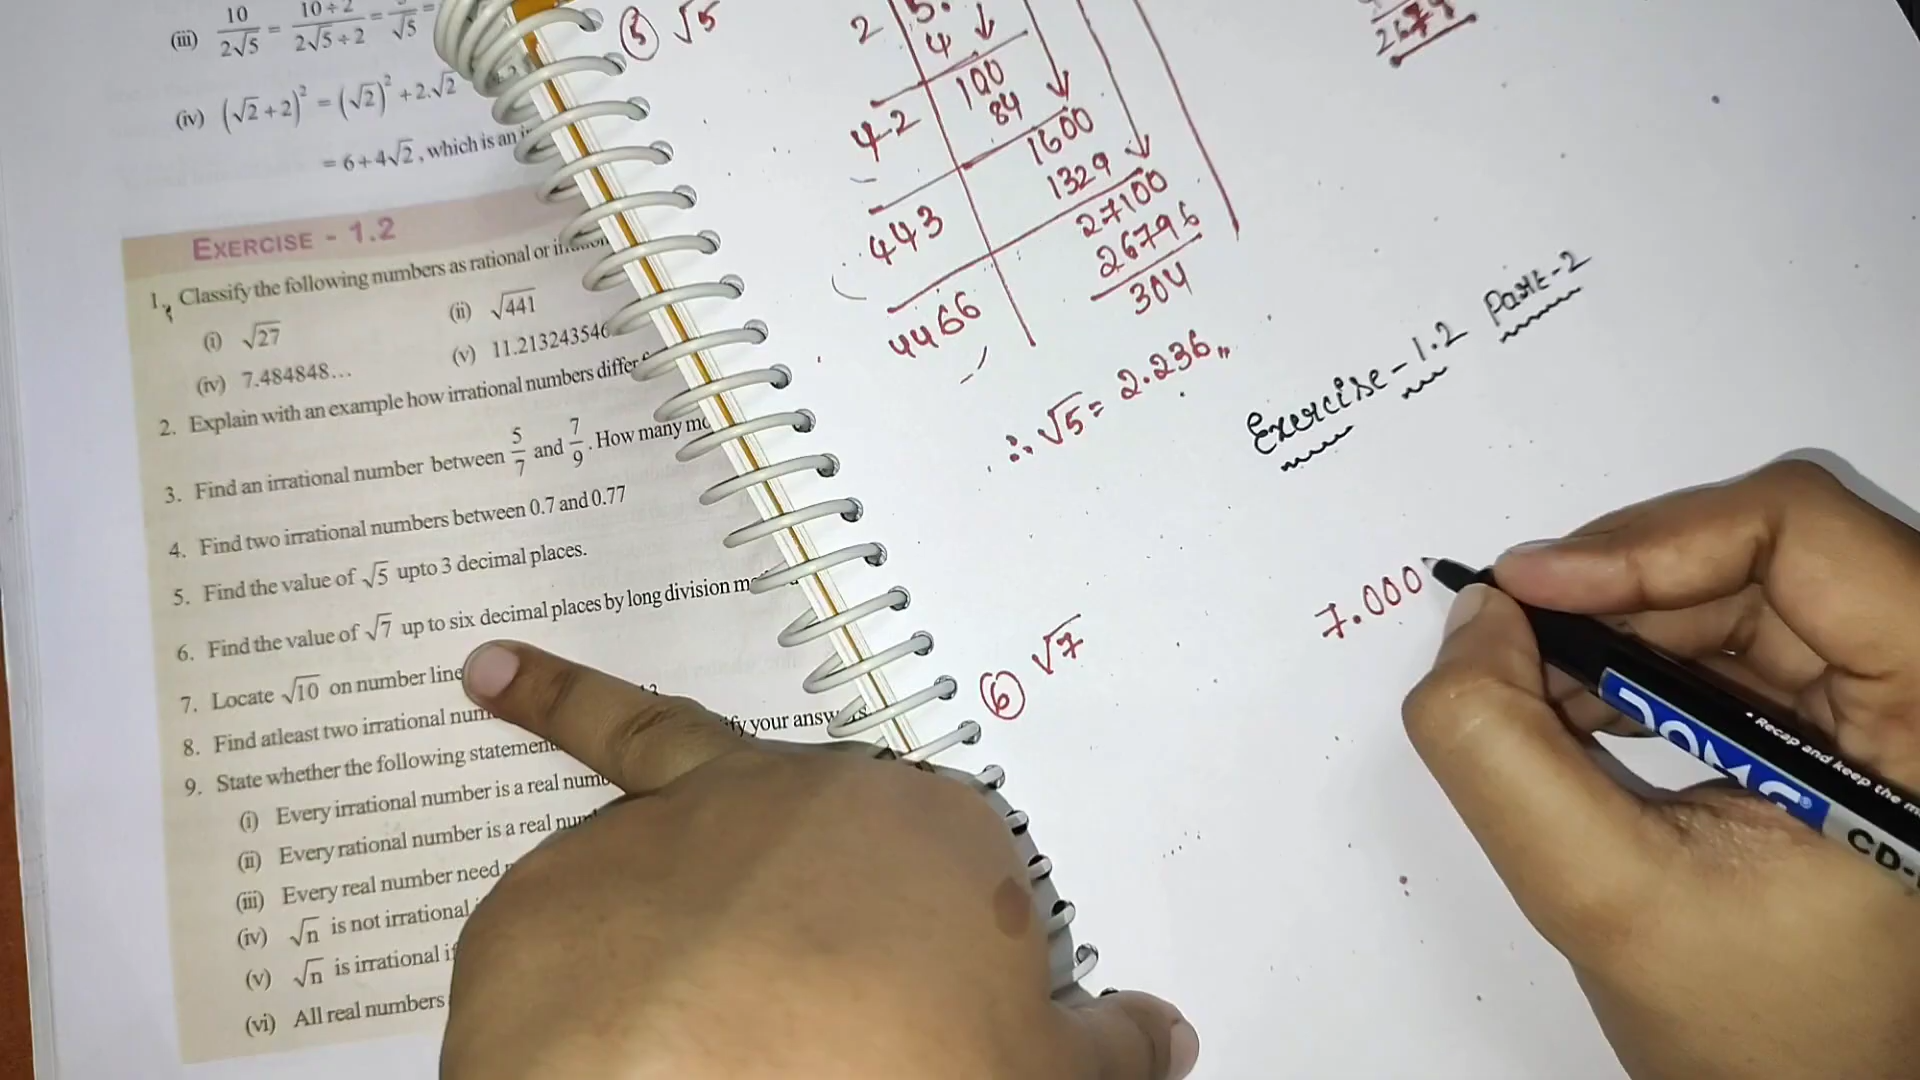 (iii) 10/2√5 = 10÷2/2√5÷2 = /√5 =
(iv) (√2+2)² = (√2)² + 2.√2
= 6+4√2, which is an
EXERCISE - 1.2
1. Classify the following numbers as rational or
(i) √27
(ii) √441
(iv) 7.484848...
(v) 11.21324354
2. Explain with an example how irrational numbers differ
3. Find an irrational number between 5/7 and 7/9. How many
4. Find two irrational numbers between 0.7 and 0.77
5. Find the value of √5 upto 3 decimal places.
6. Find the value of √7 up to six decimal places by long division
7. Locate √10 on number line
8. Find atleast two irrational
9. State whether the following
your
(i) Every irrational number is a real
(ii) Every rational number is a real
(iii) Every real number need
(iv) √n is not irrational
(v) √n is irrational
(vi) All real numbers
5 √5
2 5.
4
4 2 100
84
1600
443 1329
27100
4466 26796
304
∴ √5 = 2.236
Exercise-1.2 Part-2
6 √7
7.000
DOMS
Recap and keep the
CD-